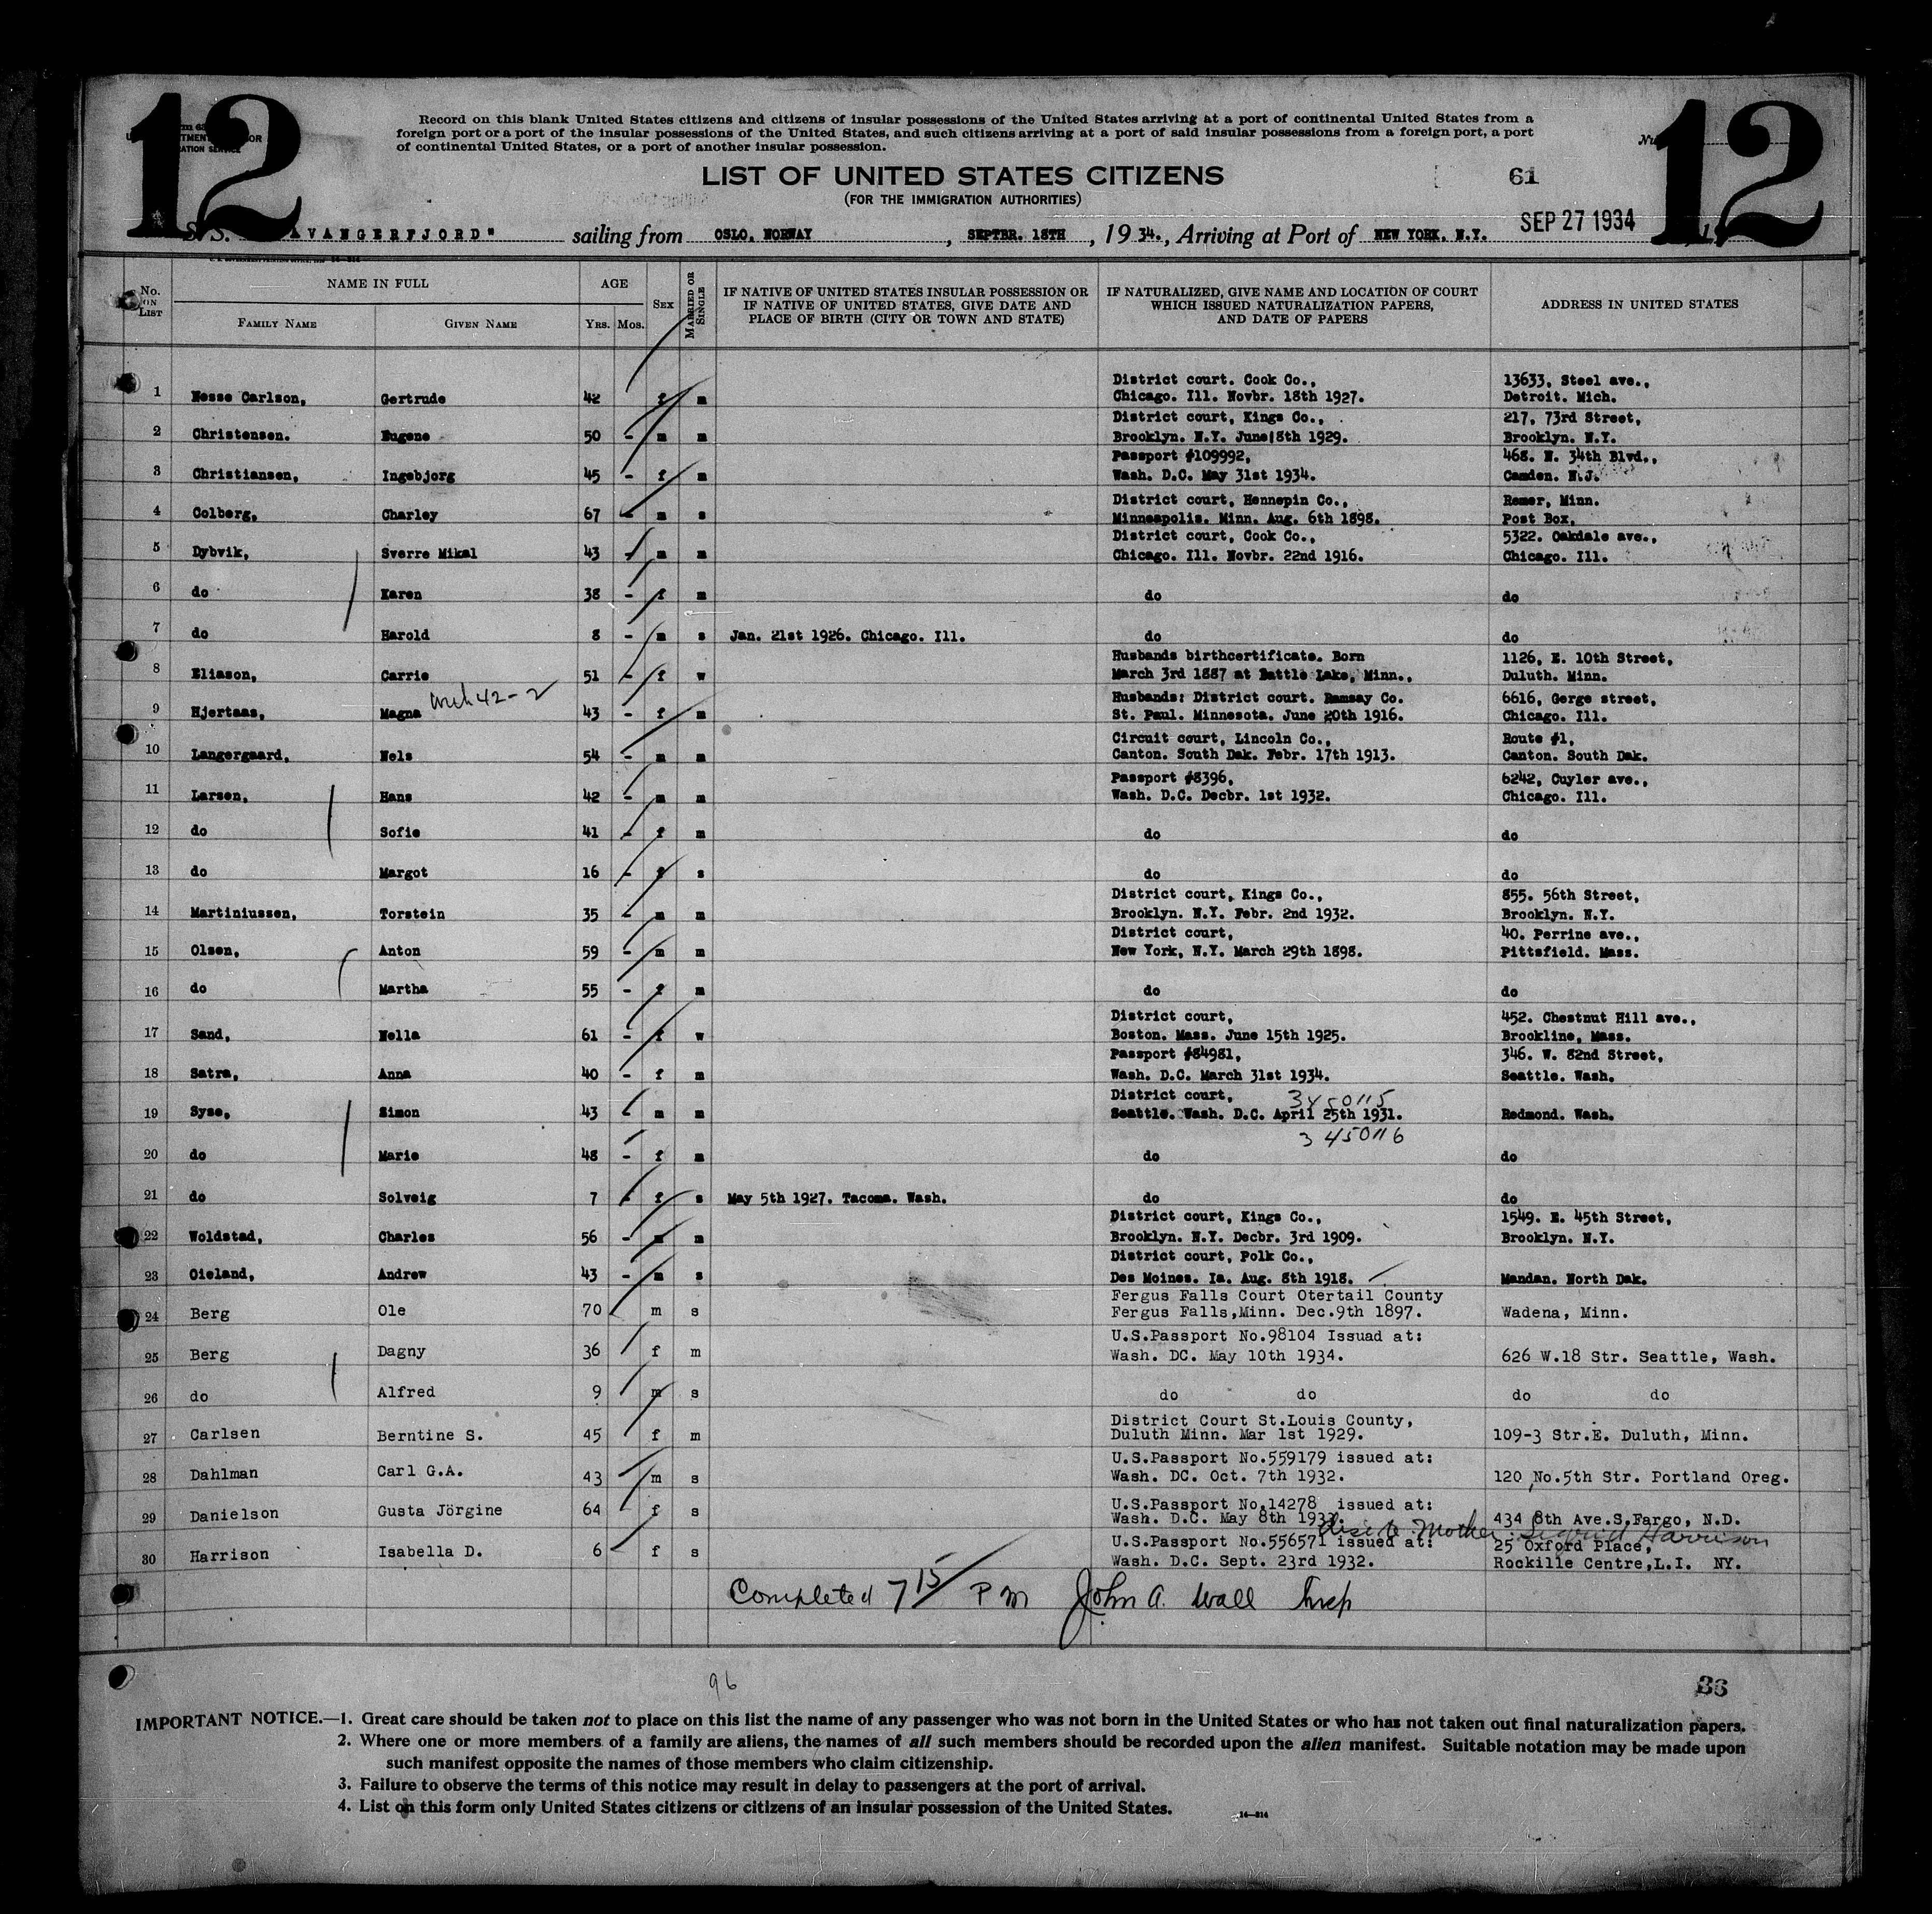 12
12
Record on this blank United States citizens and citizens of insular possessions of the United States arriving at a port of continental United States from a
foreign port or a port of the insular possessions of the United States, and such citizens arriving at a port of said insular possessions from a foreign port, a port
of continental United States, or a port of another insular possession.
LIST OF UNITED STATES CITIZENS
61
(FOR THE IMMIGRATION AUTHORITIES)
S. S. AVANGERFJORD" sailing from OSLO, NORWAY, SEPTBR. 18TH, 1934., Arriving at Port of NEW YORK, N.Y. SEP 27 1934
No. ON LIST NAME IN FULL AGE SEX MARRIED OR SINGLE IF NATIVE OF UNITED STATES INSULAR POSSESSION OR IF NATIVE OF UNITED STATES, GIVE DATE AND PLACE OF BIRTH (CITY OR TOWN AND STATE) IF NATURALIZED, GIVE NAME AND LOCATION OF COURT WHICH ISSUED NATURALIZATION PAPERS, AND DATE OF PAPERS ADDRESS IN UNITED STATES
FAMILY NAME GIVEN NAME YRS. MOS.
District court. Cook Co., 13633, Steel ave.,
1 Nesse Carlson, Gertrude 42 f m Chicago. Ill. Novbr. 18th 1927. Detroit. Mich.
District court, Kings Co., 217, 73rd Street,
2 Christensen. Eugene 50 - m m Brooklyn. N.Y. June 18th 1929. Brooklyn. N.Y.
Passport #109992, 468. N. 34th Blvd.,
3 Christiansen, Ingebjorg 45 - f m Wash. D.C. May 31st 1934. Camden. N.J.
District court, Hennepin Co., Remer, Minn.
4 Colberg, Charley 67 - m s Minneapolis. Minn. Aug. 6th 1898. Post Box.
District court, Cook Co., 5322. Oakdale ave.,
5 Dybvik, Sverre Mikal 43 - m m Chicago. Ill. Novbr. 22nd 1916. Chicago. Ill.
6 do Karen 38 - f m do do
7 do Harold 8 - m s Jan. 21st 1926. Chicago. Ill. do do
Husbands birthcertificate. Born 1126, E. 10th Street,
8 Eliason, Carrie 51 - f w March 3rd 1887 at Battle Lake, Minn., Duluth. Minn.
42-2
Husbands: District court. Ramsay Co. 6616, Gerge street,
9 Hjertaas, Magna 43 - f m St. Paul. Minnesota. June 20th 1916. Chicago. Ill.
Circuit court, Lincoln Co., Route #1,
10 Langergaard, Nels 54 - m m Canton. South Dak. Febr. 17th 1913. Canton. South Dak.
Passport #8396, 6242, Cuyler ave.,
11 Larsen, Hans 42 - m m Wash. D.C. Decbr. 1st 1932. Chicago. Ill.
12 do Sofie 41 - f m do do
13 do Margot 16 - f s do do
District court, Kings Co., 855. 56th Street,
14 Martiniussen, Torstein 35 - m m Brooklyn. N.Y. Febr. 2nd 1932. Brooklyn. N.Y.
District court, 40. Perrine ave.,
15 Olsen, Anton 59 - m m New York, N.Y. March 29th 1898. Pittsfield. Mass.
16 do Martha 55 - f m do do
District court, 452. Chestnut Hill ave.,
17 Sand, Nella 61 - f w Boston. Mass. June 15th 1925. Brookline, Mass.
Passport #84981, 346. W. 82nd Street,
18 Satra, Anna 40 - f m Wash. D.C. March 31st 1934. Seattle. Wash.
District court, 3450115
19 Syse, Simon 43 - m m Seattle. Wash. D.C. April 25th 1931. Redmond. Wash.
3 450116
20 do Marie 48 - f m do do
21 do Solveig 7 - f s May 5th 1927. Tacoma. Wash. do do
District court, Kings Co., 1549. E. 45th Street,
22 Woldstad, Charles 56 - m m Brooklyn. N.Y. Decbr. 3rd 1909. Brooklyn. N.Y.
District court, Polk Co.,
23 Oieland, Andrew 43 - m s Des Moines. Ia. Aug. 8th 1918. Mandan. North Dak.
Fergus Falls Court Otertail County
24 Berg Ole 70 m s Fergus Falls,Minn. Dec.9th 1897. Wadena, Minn.
U.S.Passport No.98104 Issuad at:
25 Berg Dagny 36 f m Wash. DC. May 10th 1934. 626 W.18 Str. Seattle, Wash.
26 do Alfred 9 m s do do do do
District Court St.Louis County,
27 Carlsen Berntine S. 45 f m Duluth Minn. Mar 1st 1929. 109-3 Str.E. Duluth, Minn.
U.S.Passport No.559179 issued at:
28 Dahlman Carl G.A. 43 m s Wash. DC. Oct. 7th 1932. 120 No.5th Str. Portland Oreg.
U.S.Passport No.14278 issued at:
29 Danielson Gusta Jörgine 64 f s Wash. D.C. May 8th 1933. 434 8th Ave.S.Fargo, N.D.
Mother: Sigrid Harrison
U.S.Passport No.556571 issued at: 25 Oxford Place,
30 Harrison Isabella D. 6 f s Wash. D.C. Sept. 23rd 1932. Rockille Centre,L.I. NY.
Completed 7 15 P M John A. Wall Insp
96
36
IMPORTANT NOTICE.—1. Great care should be taken not to place on this list the name of any passenger who was not born in the United States or who has not taken out final naturalization papers.
2. Where one or more members of a family are aliens, the names of all such members should be recorded upon the alien manifest. Suitable notation may be made upon
such manifest opposite the names of those members who claim citizenship.
3. Failure to observe the terms of this notice may result in delay to passengers at the port of arrival.
4. List on this form only United States citizens or citizens of an insular possession of the United States.
14—814